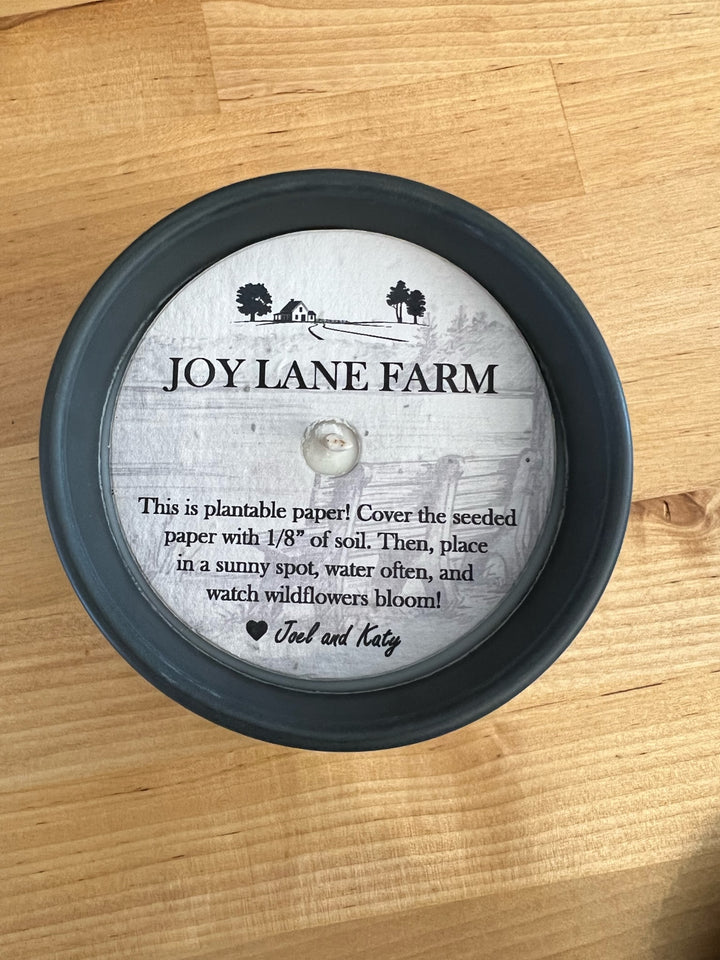 JOY LANE FARM
This is plantable paper! Cover the seeded
paper with 1/8” of soil. Then, place
in a sunny spot, water often, and
watch wildflowers bloom!
♥ Joel and Katy